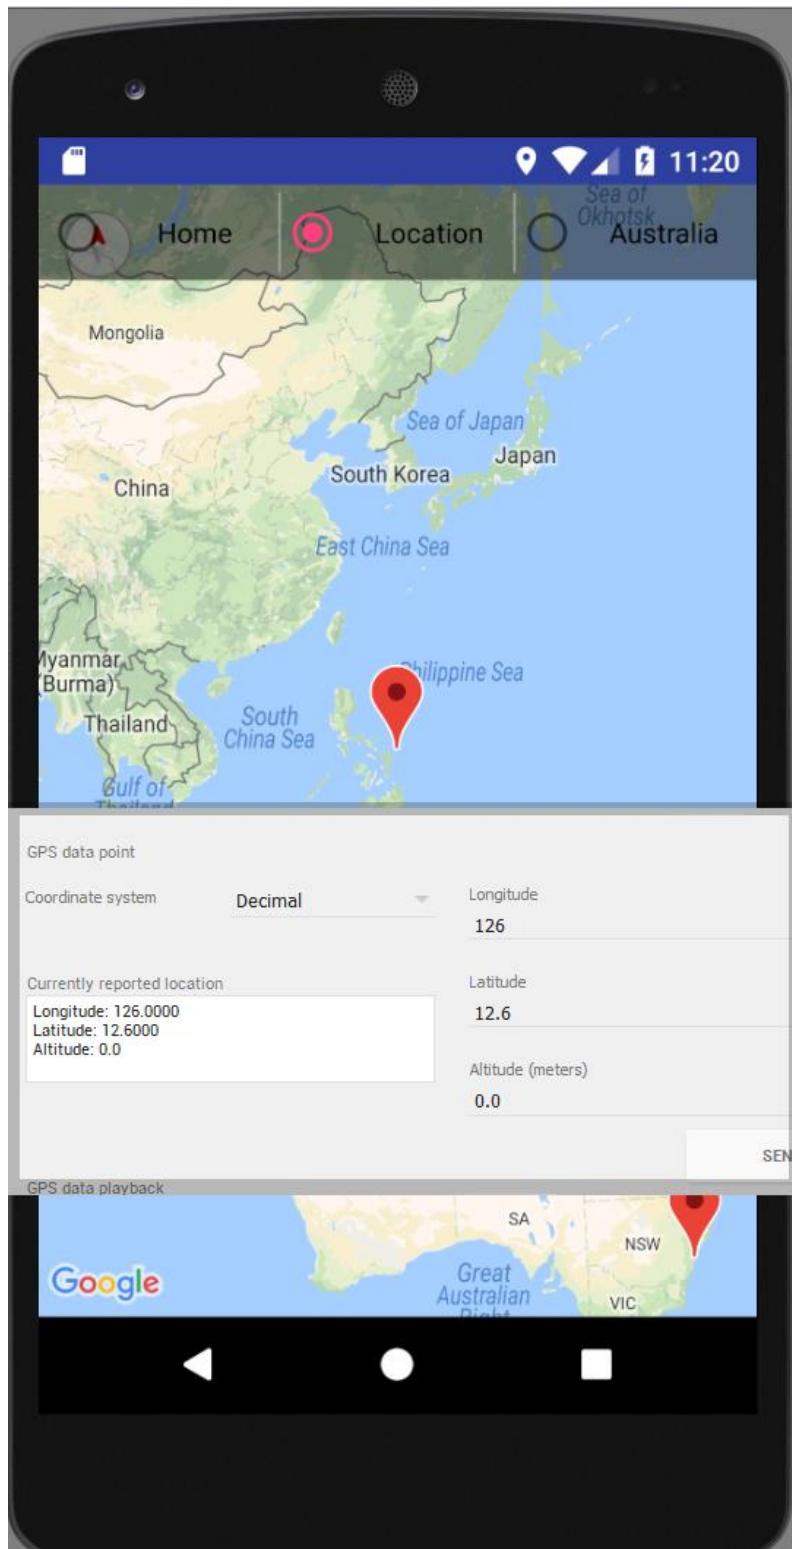 11:20
Sea of
Okhotsk
Home
Location
Australia
Mongolia
Sea of Japan
Japan
South Korea
China
East China Sea
Myanmar
(Burma)
Philippine Sea
Thailand
South
China Sea
Gulf of
Thailand
GPS data point
Coordinate system
Decimal
Longitude
126
Currently reported location
Longitude: 126.0000
Latitude: 12.6000
Altitude: 0.0
Latitude
12.6
Altitude (meters)
0.0
SEN
GPS data playback
SA
NSW
Google
Great
Australian
Bight
VIC